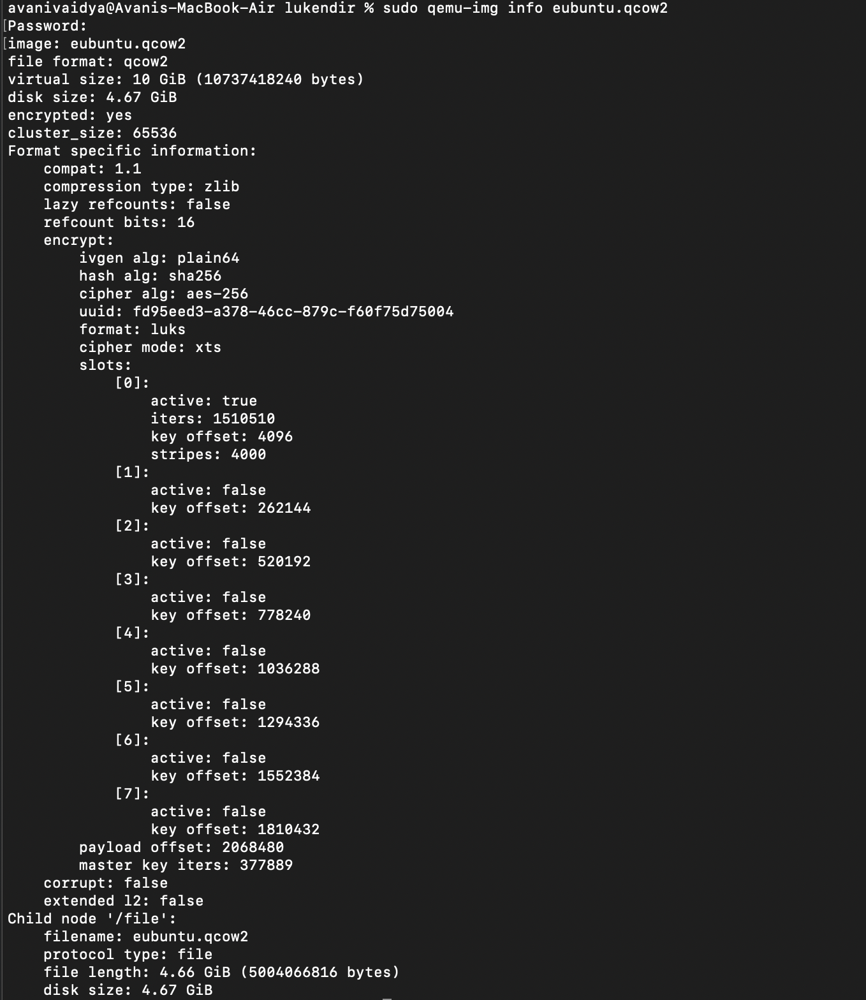 avanivaidya@Avanis-MacBook-Air lukendir % sudo qemu-img info eubuntu.qcow2
[Password:
[image: eubuntu.qcow2
file format: qcow2
virtual size: 10 GiB (10737418240 bytes)
disk size: 4.67 GiB
encrypted: yes
cluster_size: 65536
Format specific information:
    compat: 1.1
    compression type: zlib
    lazy refcounts: false
    refcount bits: 16
    encrypt:
        ivgen alg: plain64
        hash alg: sha256
        cipher alg: aes-256
        uuid: fd95eed3-a378-46cc-879c-f60f75d75004
        format: luks
        cipher mode: xts
        slots:
            [0]:
                active: true
                iters: 1510510
                key offset: 4096
                stripes: 4000
            [1]:
                active: false
                key offset: 262144
            [2]:
                active: false
                key offset: 520192
            [3]:
                active: false
                key offset: 778240
            [4]:
                active: false
                key offset: 1036288
            [5]:
                active: false
                key offset: 1294336
            [6]:
                active: false
                key offset: 1552384
            [7]:
                active: false
                key offset: 1810432
        payload offset: 2068480
        master key iters: 377889
    corrupt: false
    extended l2: false
Child node '/file':
    filename: eubuntu.qcow2
    protocol type: file
    file length: 4.66 GiB (5004066816 bytes)
    disk size: 4.67 GiB